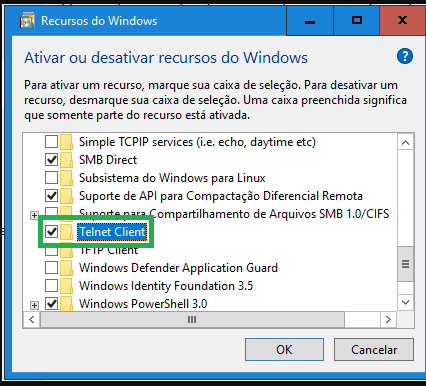 Recursos do Windows
Ativar ou desativar recursos do Windows
Para ativar um recurso, marque sua caixa de seleção. Para desativar um
recurso, desmarque sua caixa de seleção. Uma caixa preenchida significa
que somente parte do recurso está ativada.
Simple TCPIP services (i.e. echo, daytime etc)
SMB Direct
Subsistema do Windows para Linux
Suporte de API para Compactação Diferencial Remota
Suporte para Compartilhamento de Arquivos SMB 1.0/CIFS
Telnet Client
TFTP Client
Windows Defender Application Guard
Windows Identity Foundation 3.5
Windows PowerShell 3.0
OK
Cancelar